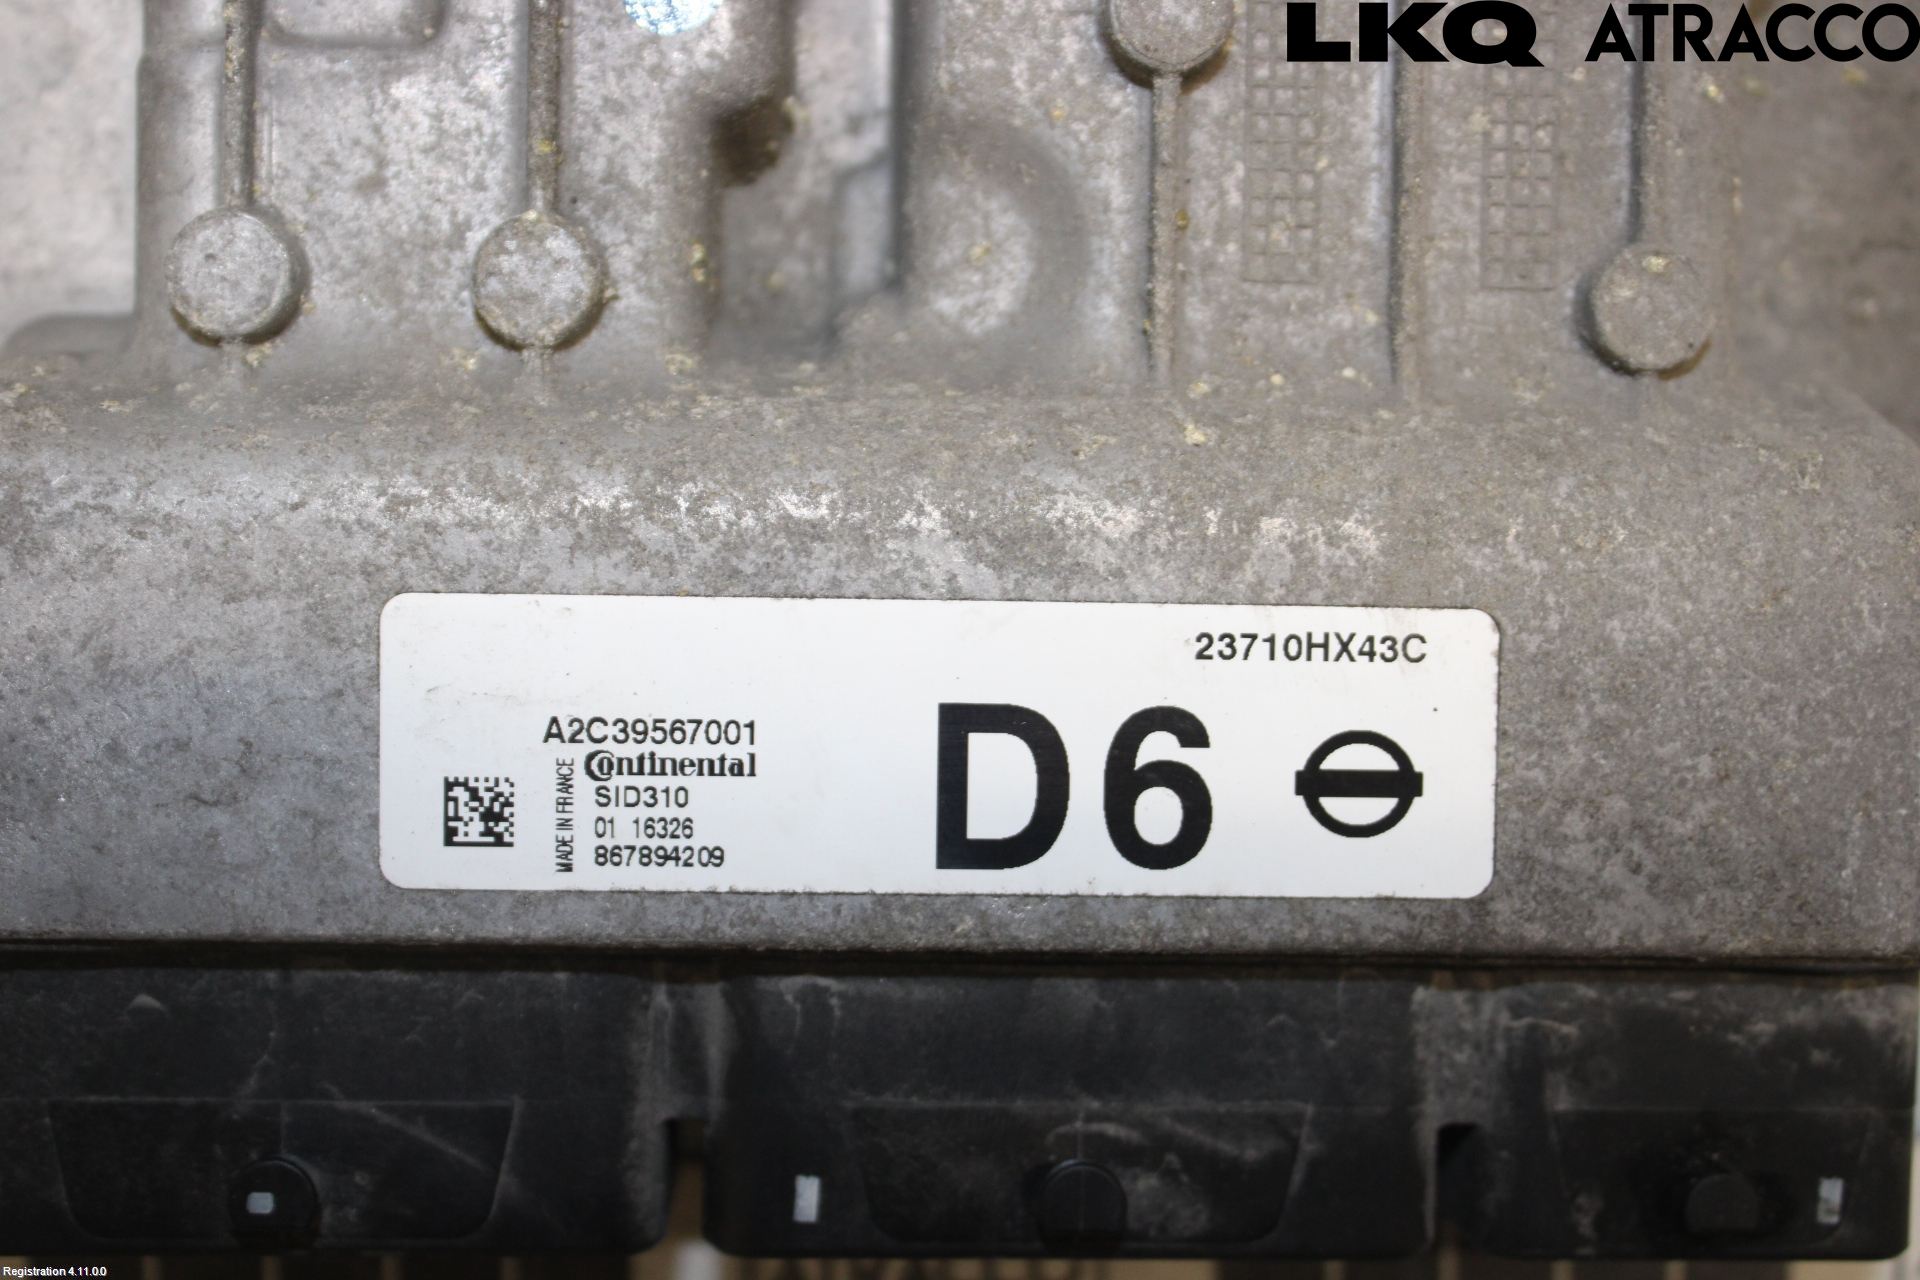 LKQ ATRACCO
23710HX43C
A2C39567001
Continental
MADE IN FRANCE
SID310
01 16326
867894209
D6
Registration 4.11.0.0